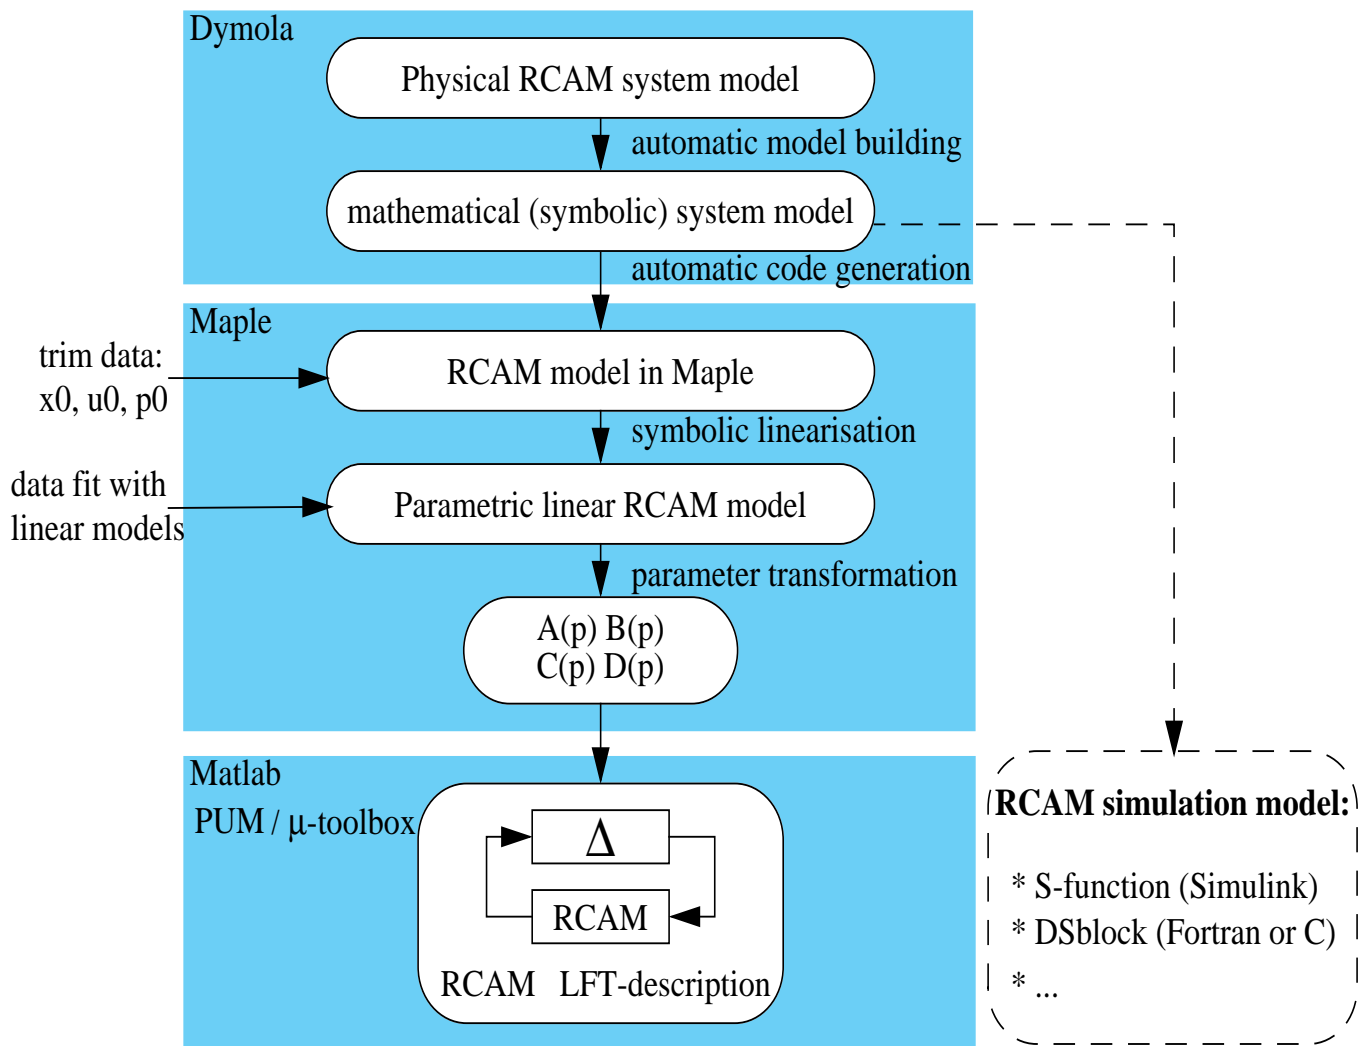 Dymola
Physical RCAM system model
automatic model building
mathematical (symbolic) system model
automatic code generation
Maple
trim data:
x0, u0, p0
RCAM model in Maple
symbolic linearisation
data fit with
linear models
Parametric linear RCAM model
parameter transformation
A(p) B(p)
C(p) D(p)
Matlab
PUM / μ-toolbox
Δ
RCAM
RCAM LFT-description
RCAM simulation model:
* S-function (Simulink)
* DSblock (Fortran or C)
* ...